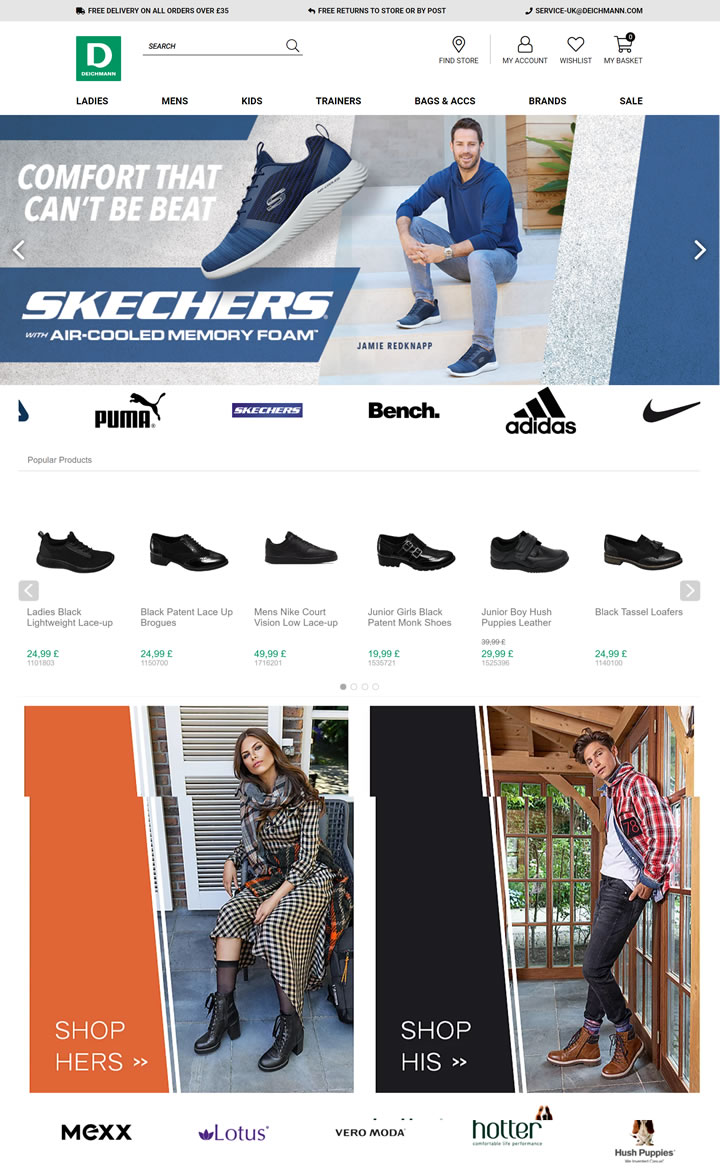 FREE DELIVERY ON ALL ORDERS OVER £35
FREE RETURNS TO STORE OR BY POST
SERVICE-UK@DEICHMANN.COM
D
DEICHMANN
SEARCH
FIND STORE
MY ACCOUNT
WISHLIST
0
MY BASKET
LADIES
MENS
KIDS
TRAINERS
BAGS & ACCS
BRANDS
SALE
COMFORT THAT
CAN'T BE BEAT
SKECHERS
WITH AIR-COOLED MEMORY FOAM™
JAMIE REDKNAPP
PUMA®
SKECHERS
Bench.
adidas
Popular Products
Ladies Black
Lightweight Lace-up
24,99 £
1101803
Black Patent Lace Up
Brogues
24,99 £
1150700
Mens Nike Court
Vision Low Lace-up
49,99 £
1716201
Junior Girls Black
Patent Monk Shoes
19,99 £
1535721
Junior Boy Hush
Puppies Leather
39,99 £
29,99 £
1525396
Black Tassel Loafers
24,99 £
1140100
78
SHOP
HERS >>
SHOP
HIS >>
MEXX
Lotus®
VERO MODA®
hotter®
comfortable life performance
Hush Puppies®
We Invented Casual™